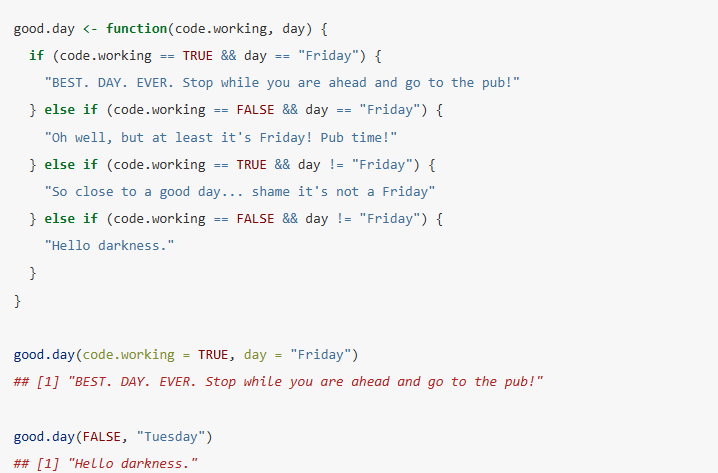 good.day <- function(code.working, day) {
  if (code.working == TRUE && day == "Friday") {
    "BEST. DAY. EVER. Stop while you are ahead and go to the pub!"
  } else if (code.working == FALSE && day == "Friday") {
    "Oh well, but at least it's Friday! Pub time!"
  } else if (code.working == TRUE && day != "Friday") {
    "So close to a good day... shame it's not a Friday"
  } else if (code.working == FALSE && day != "Friday") {
    "Hello darkness."
  }
}

good.day(code.working = TRUE, day = "Friday")
## [1] "BEST. DAY. EVER. Stop while you are ahead and go to the pub!"

good.day(FALSE, "Tuesday")
## [1] "Hello darkness."